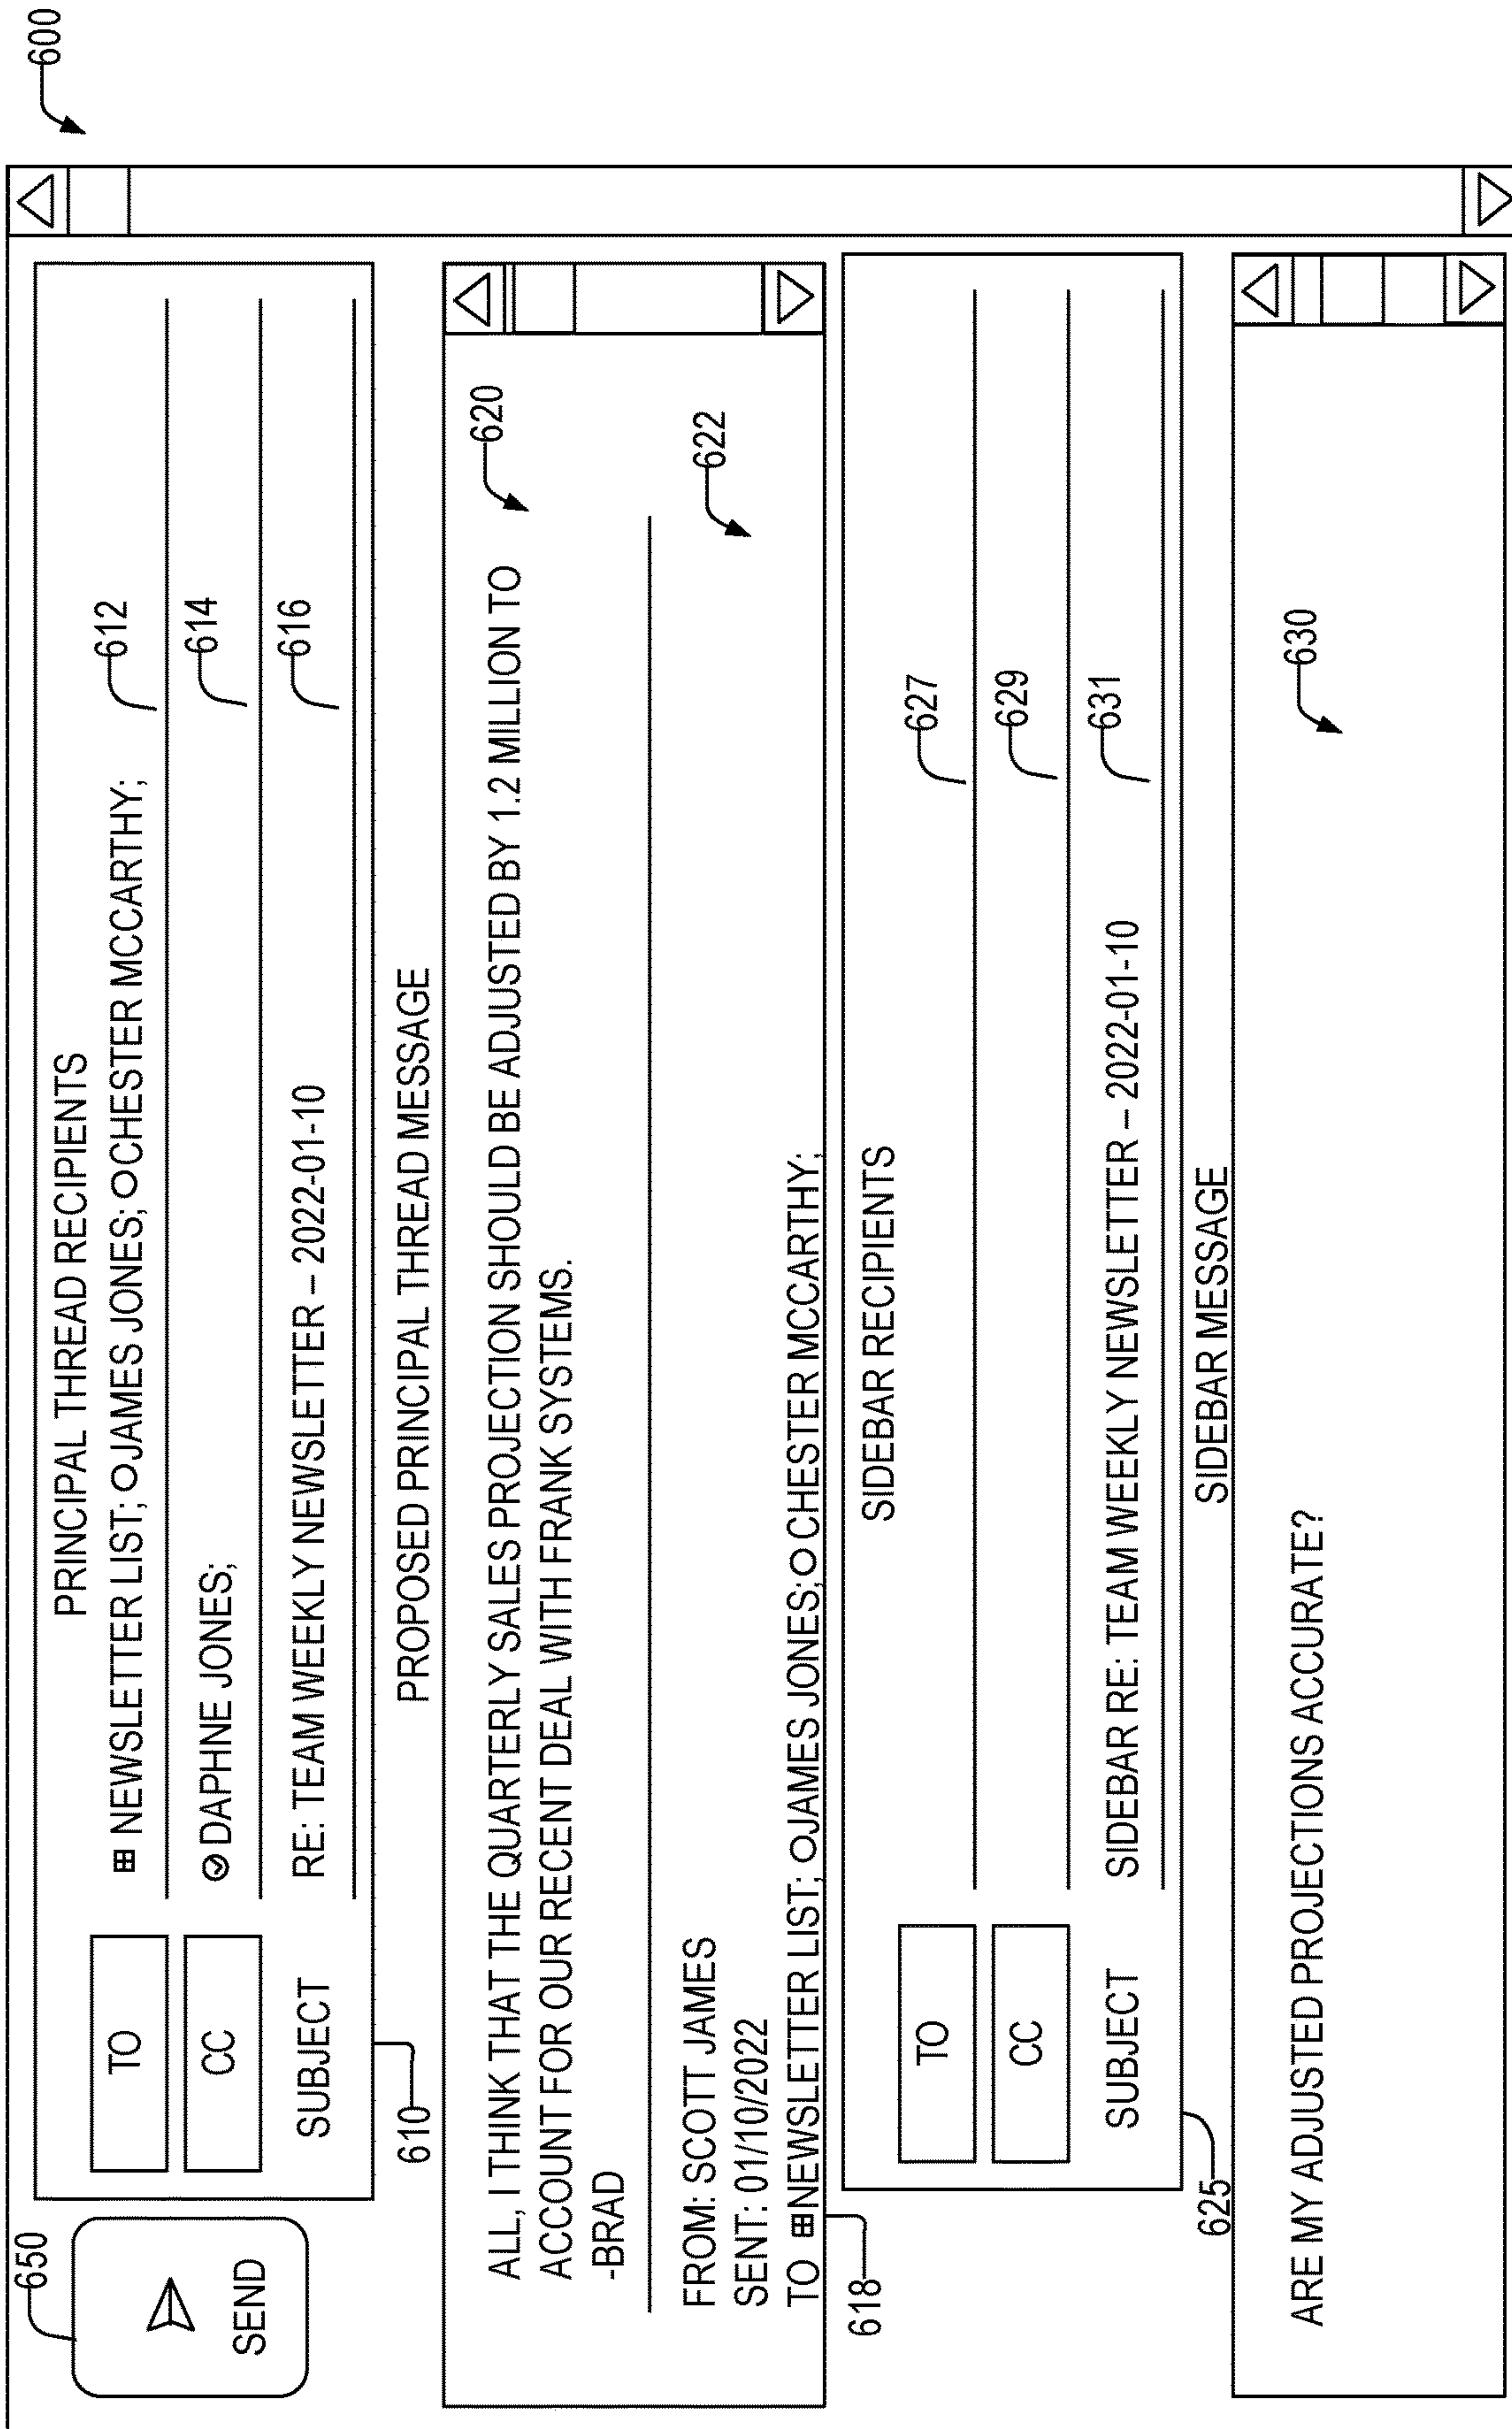 600
650
SEND
PRINCIPAL THREAD RECIPIENTS
TO
NEWSLETTER LIST; JAMES JONES; CHESTER MCCARTHY;
612
CC
DAPHNE JONES;
614
SUBJECT
RE: TEAM WEEKLY NEWSLETTER – 2022-01-10
616
610
PROPOSED PRINCIPAL THREAD MESSAGE
ALL, I THINK THAT THE QUARTERLY SALES PROJECTION SHOULD BE ADJUSTED BY 1.2 MILLION TO
ACCOUNT FOR OUR RECENT DEAL WITH FRANK SYSTEMS.
-BRAD
620
FROM: SCOTT JAMES
SENT: 01/10/2022
TO NEWSLETTER LIST; JAMES JONES; CHESTER MCCARTHY;
622
618
SIDEBAR RECIPIENTS
TO
627
CC
629
SUBJECT
SIDEBAR RE: TEAM WEEKLY NEWSLETTER – 2022-01-10
631
625
SIDEBAR MESSAGE
ARE MY ADJUSTED PROJECTIONS ACCURATE?
630